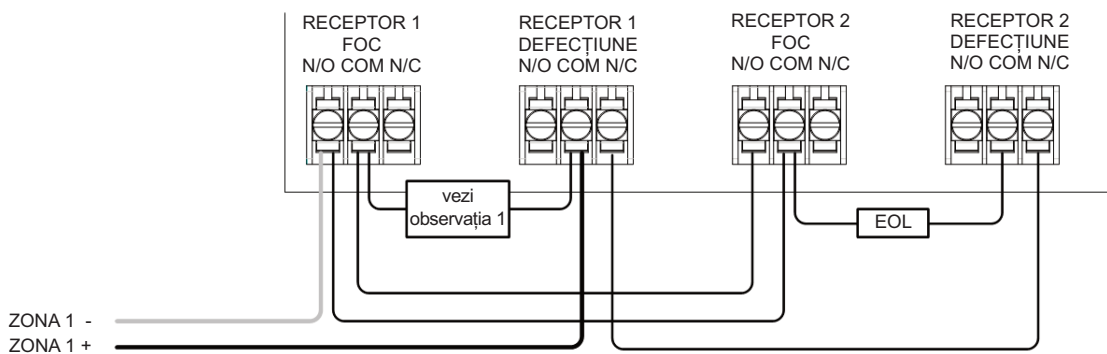 RECEPTOR 1
FOC
N/O COM N/C
RECEPTOR 1
DEFECȚIUNE
N/O COM N/C
RECEPTOR 2
FOC
N/O COM N/C
RECEPTOR 2
DEFECȚIUNE
N/O COM N/C
vezi
observația 1
EOL
ZONA 1 -
ZONA 1 +